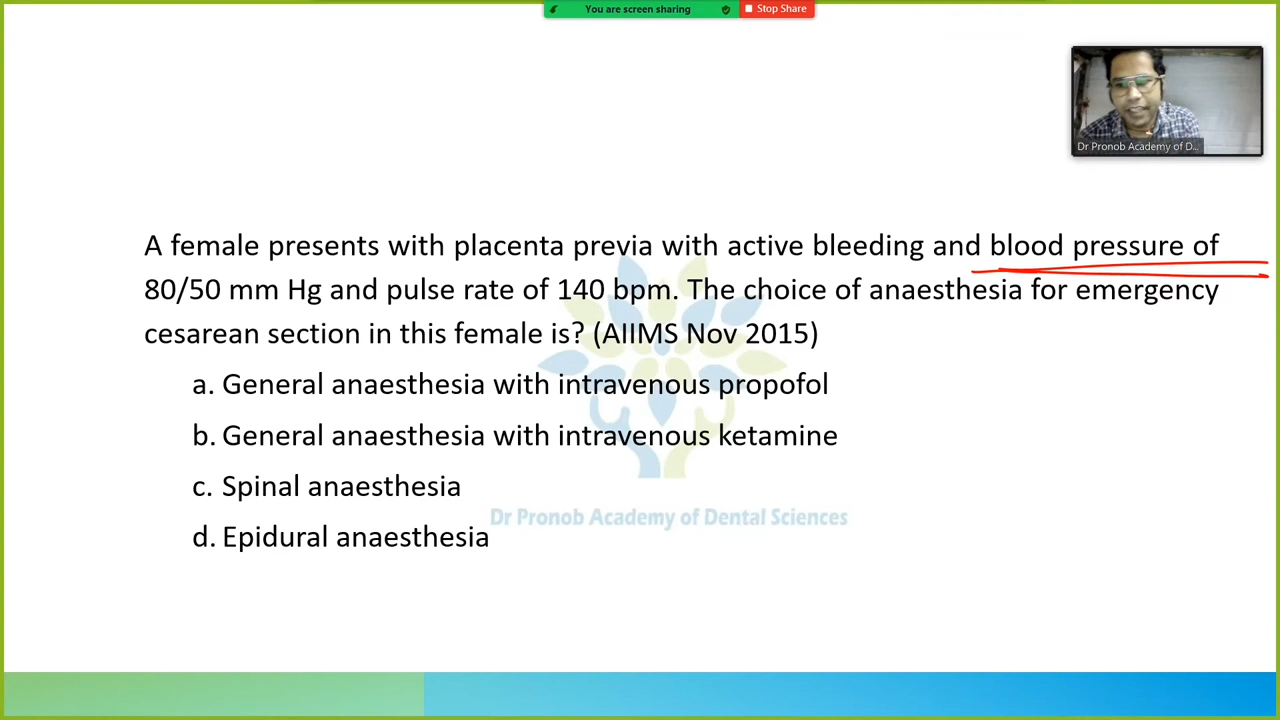 You are screen sharing
Stop Share
Dr Pronob Academy of D...
A female presents with placenta previa with active bleeding and blood pressure of
80/50 mm Hg and pulse rate of 140 bpm. The choice of anaesthesia for emergency
cesarean section in this female is? (AIIMS Nov 2015)
a. General anaesthesia with intravenous propofol
b. General anaesthesia with intravenous ketamine
c. Spinal anaesthesia
Dr Pronob Academy of Dental Sciences
d. Epidural anaesthesia